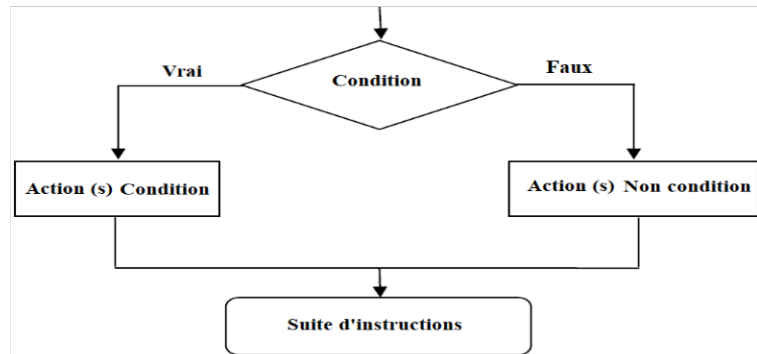 Vrai
Faux
Condition
Action (s) Condition
Action (s) Non condition
Suite d'instructions